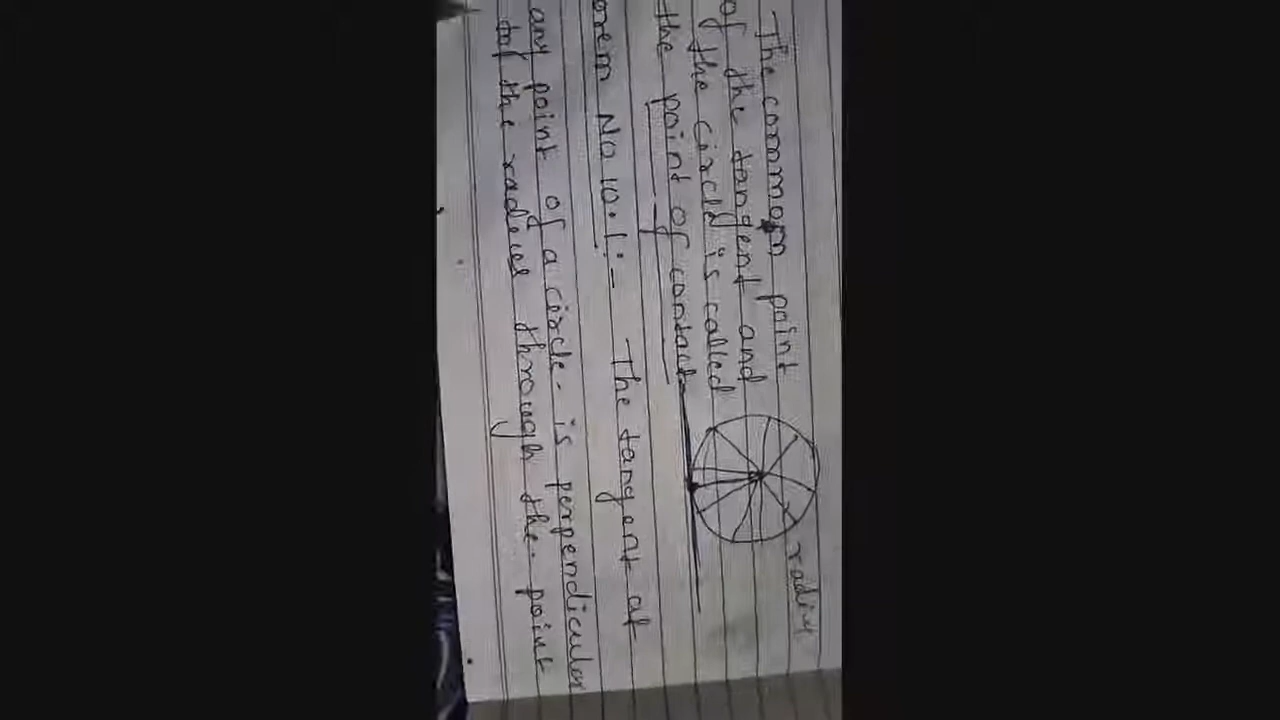 The common point
of the tangent and
of the circle is called
the point of contact
radius
orem No 10.1:- The tangent at
any point of a circle. is perpendicular
to the radius through the. point